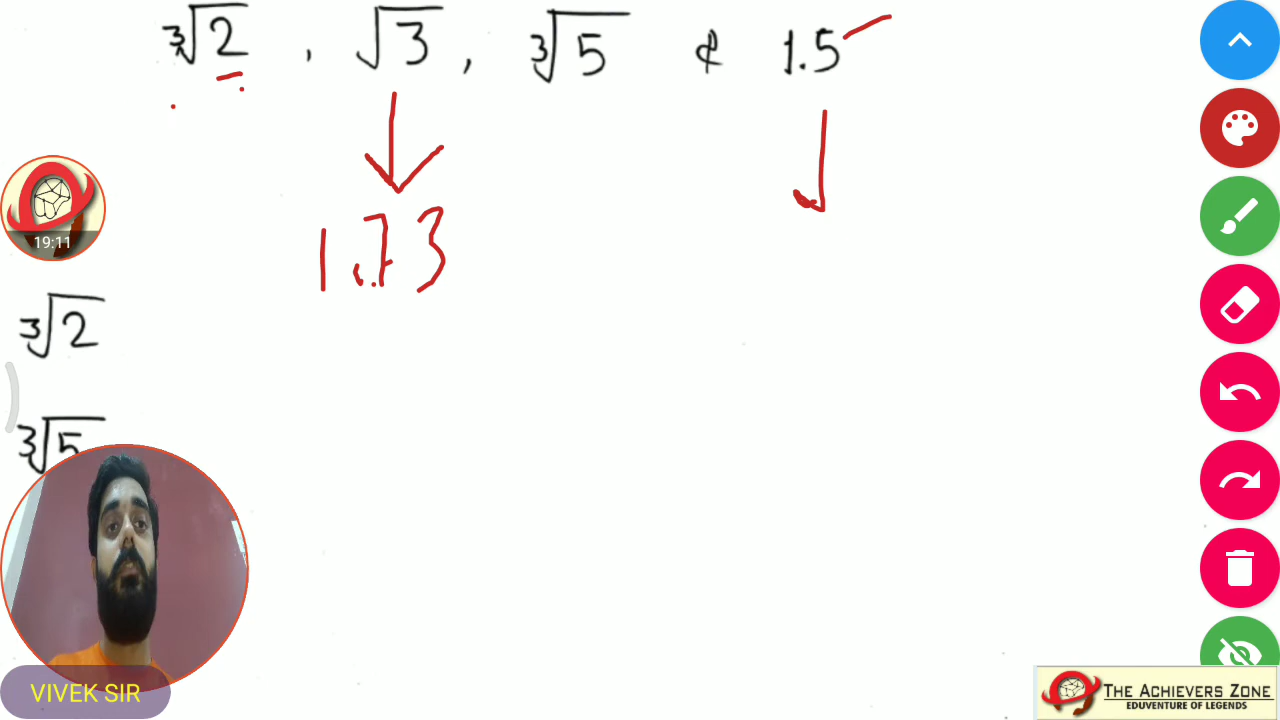 ∛2 , √3 , ∛5 & 1.5
1.73
19:11
∛2
∛5
VIVEK SIR
THE ACHIEVERS ZONE
EDUVENTURE OF LEGENDS